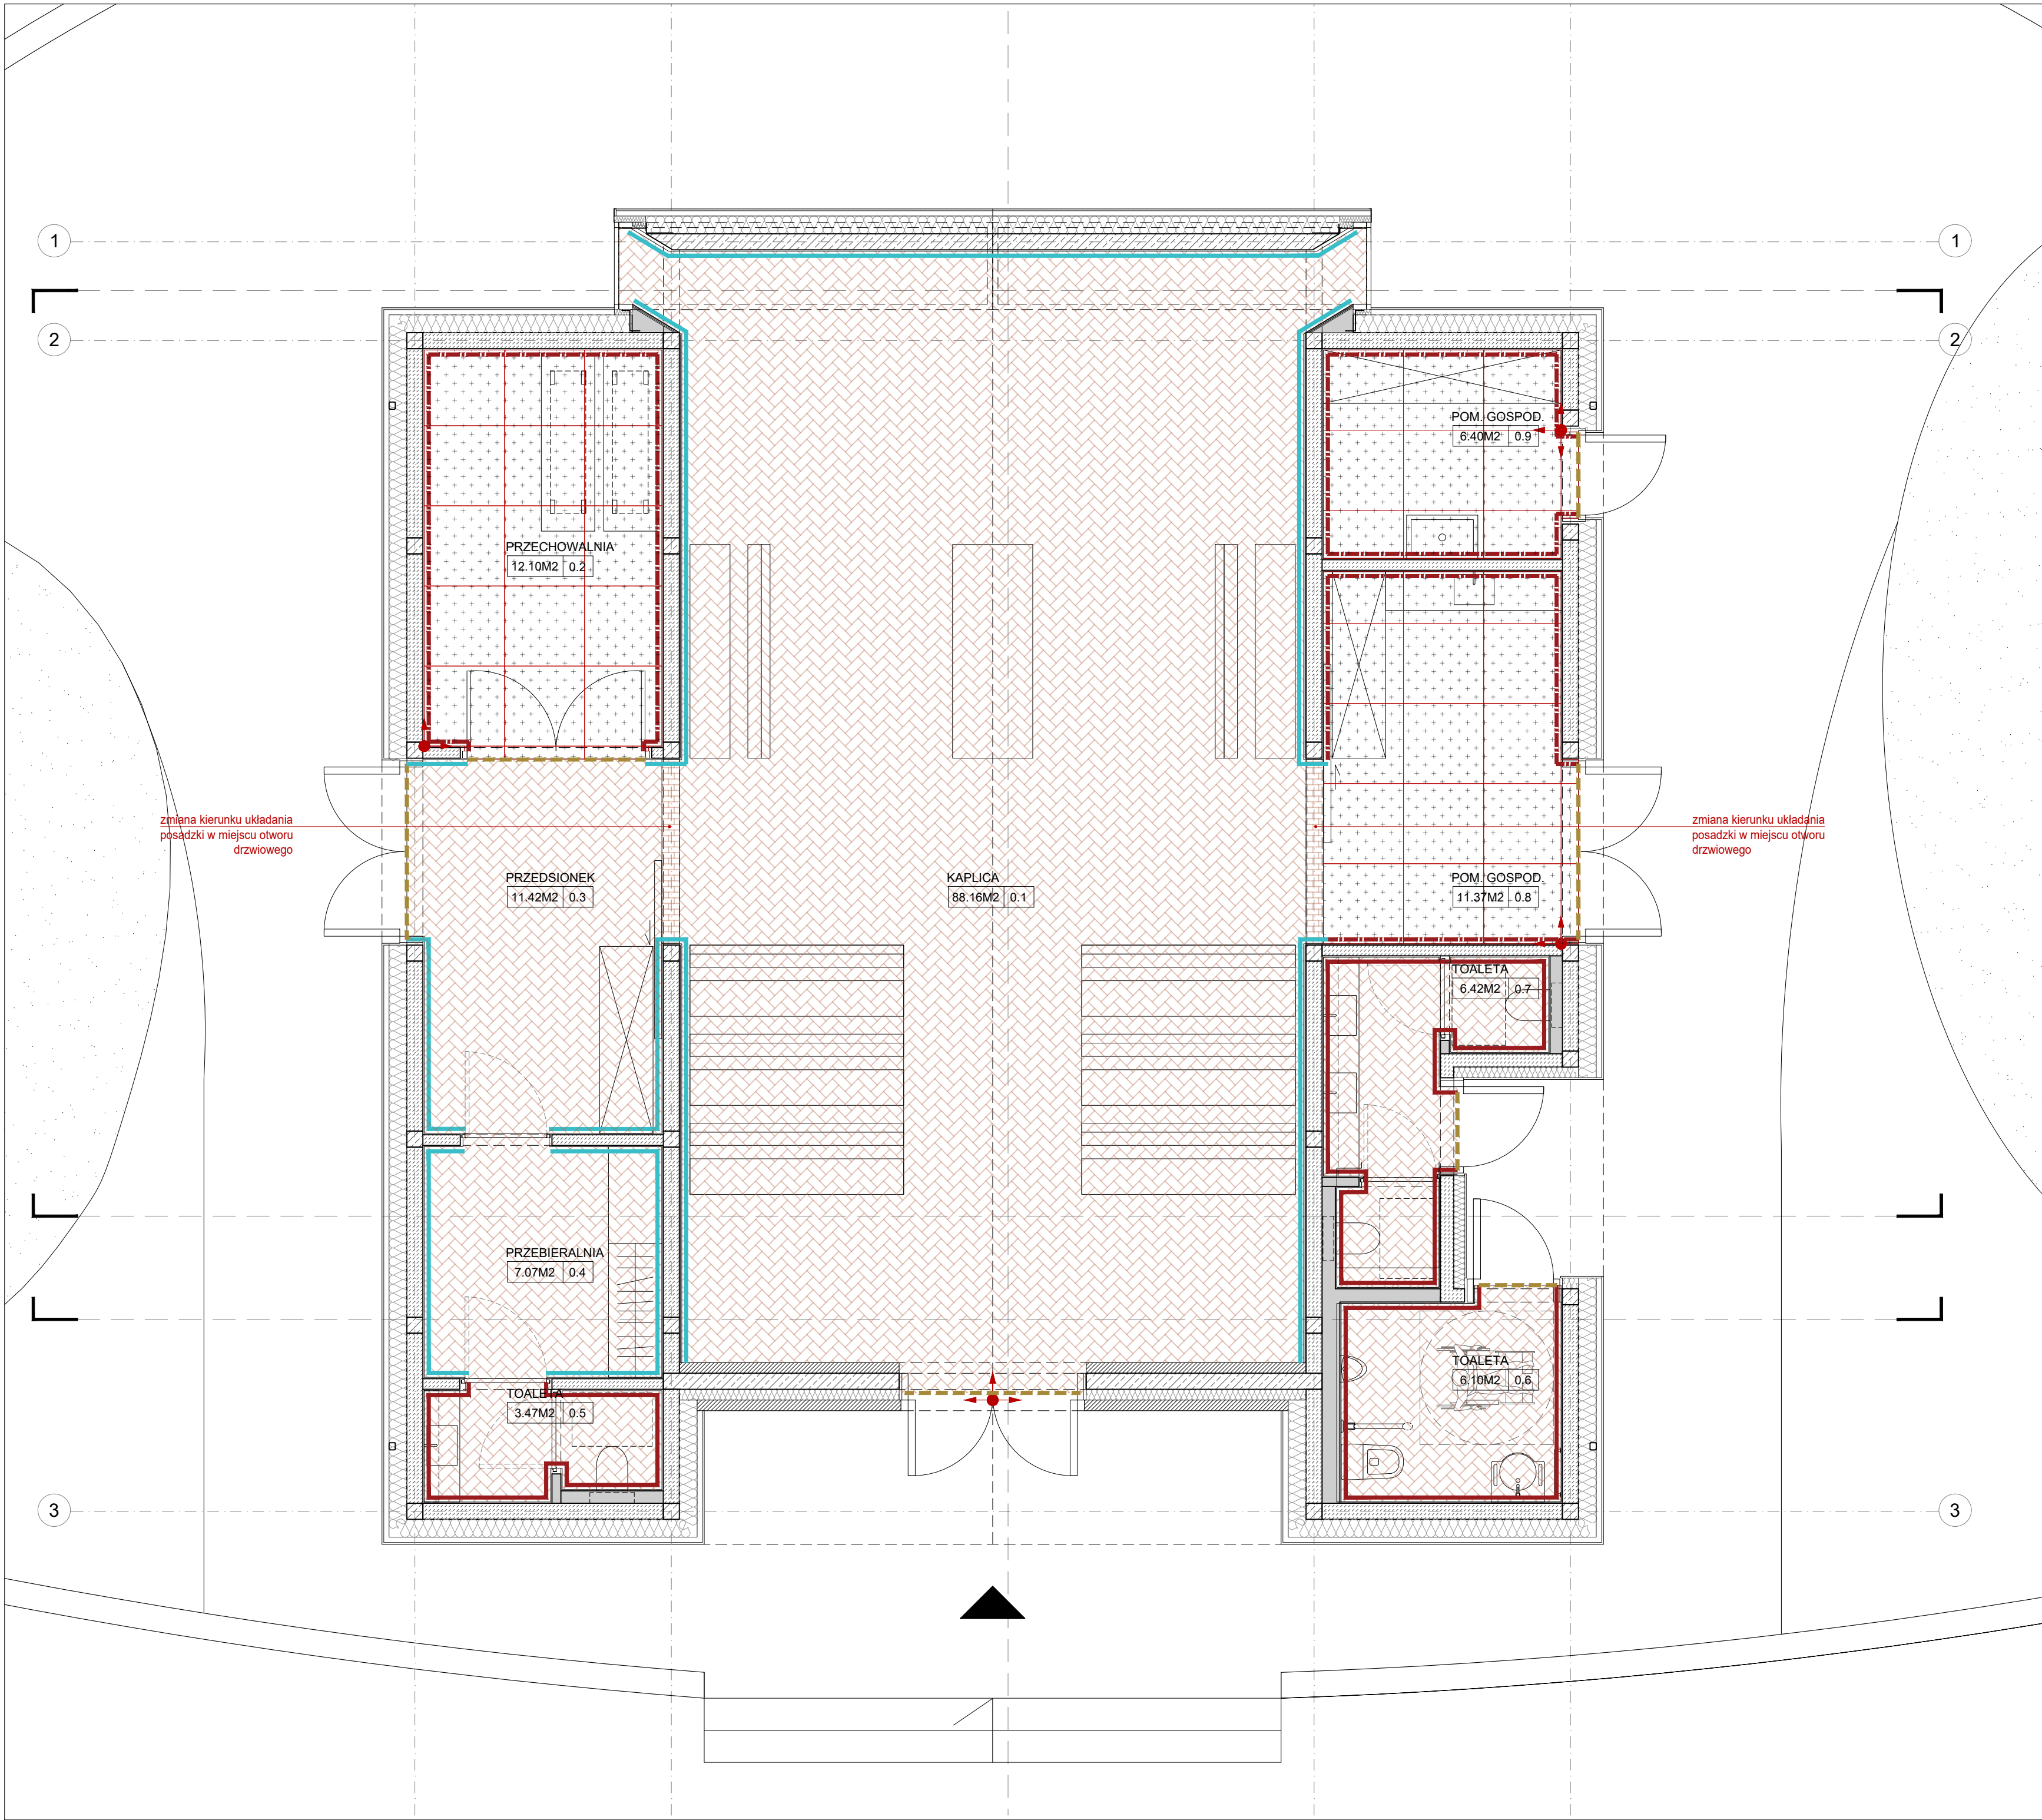 1
1
2
2
POM. GOSPOD.
6.40M2 0.9
PRZECHOWALNIA
12.10M2 0.2
zmiana kierunku układania
posadzki w miejscu otworu
drzwiowego
zmiana kierunku układania
posadzki w miejscu otworu
drzwiowego
PRZEDSIONEK
11.42M2 0.3
KAPLICA
88.16M2 0.1
POM. GOSPOD.
11.37M2 0.8
TOALETA
6.42M2 0.7
PRZEBIERALNIA
7.07M2 0.4
TOALETA
6.10M2 0.6
TOALETA
3.47M2 0.5
3
3